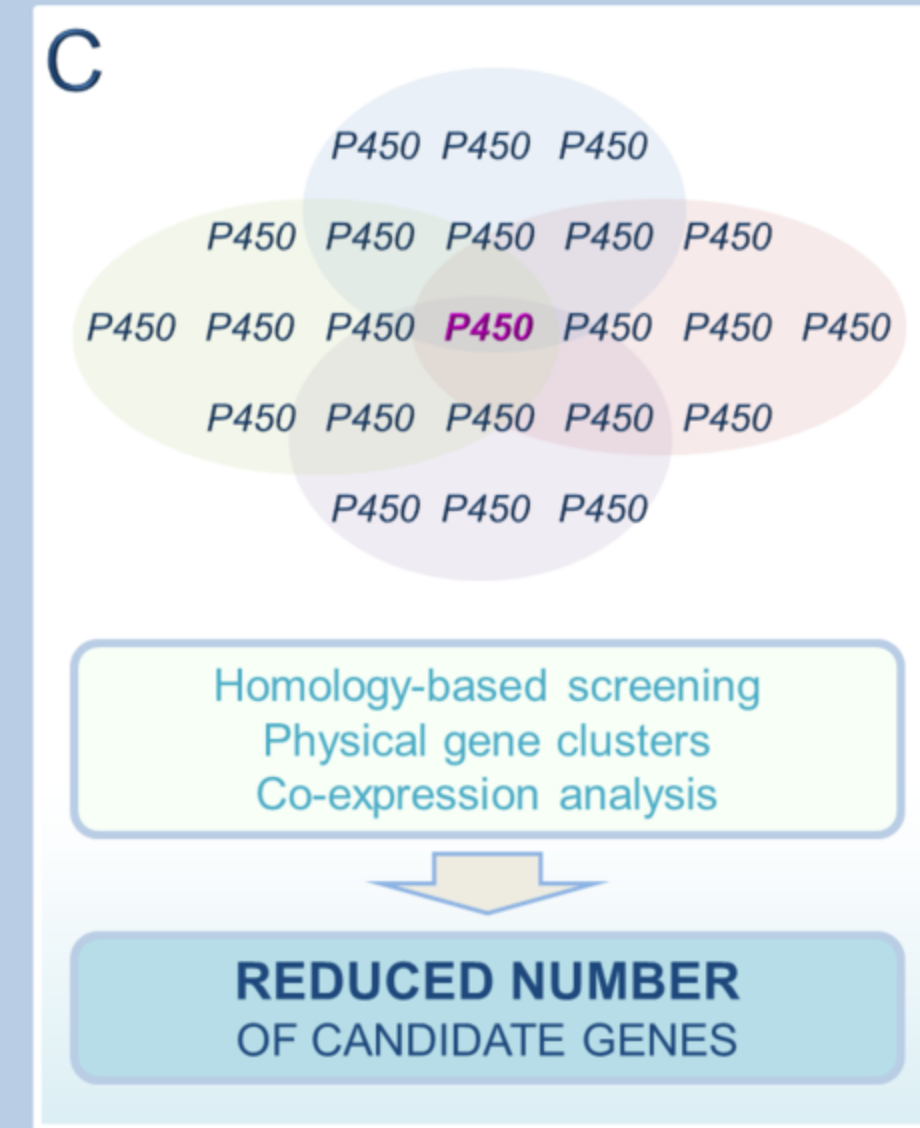 C
P450 P450 P450
P450 P450 P450 P450 P450
P450 P450 P450 P450 P450 P450 P450
P450 P450 P450 P450 P450
P450 P450 P450
Homology-based screening
Physical gene clusters
Co-expression analysis
REDUCED NUMBER
OF CANDIDATE GENES